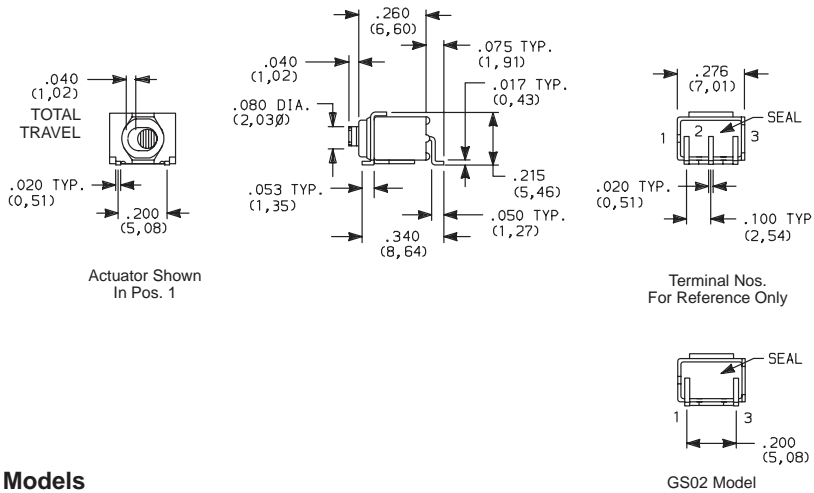 .040
(1,02)
TOTAL
TRAVEL
.020 TYP.
(0,51)
.200
(5,08)
Actuator Shown
In Pos. 1
.260
(6,60)
.040
(1,02)
.075 TYP.
(1,91)
.017 TYP.
(0,43)
.080 DIA.
(2,03Ø)
.053 TYP.
(1,35)
.215
(5,46)
.050 TYP.
(1,27)
.340
(8,64)
.276
(7,01)
SEAL
1 2 3
.020 TYP.
(0,51)
.100 TYP
(2,54)
Terminal Nos.
For Reference Only
SEAL
1 3
.200
(5,08)
GS02 Model
Models